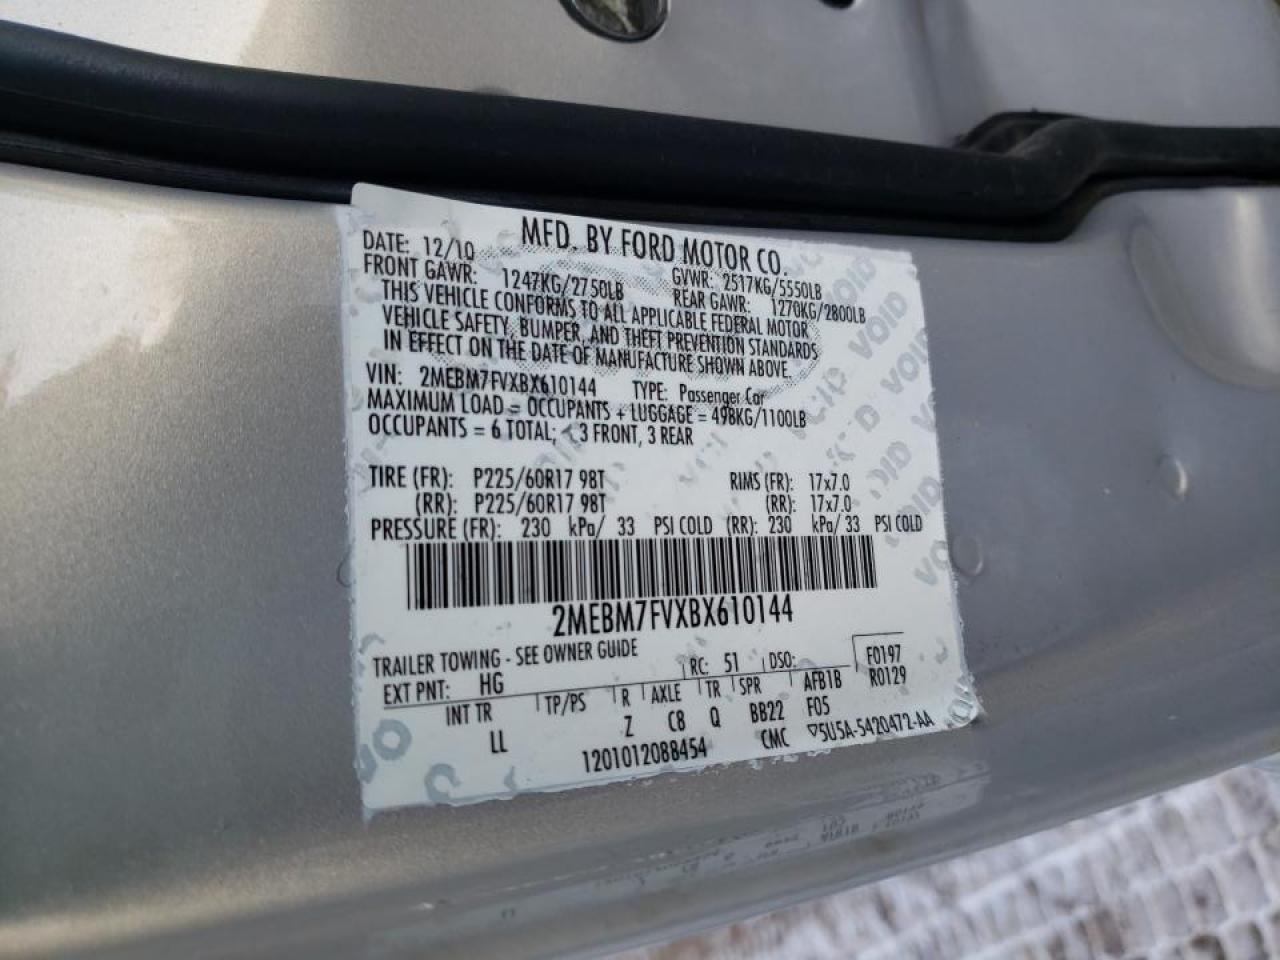 MFD. BY FORD MOTOR CO.
DATE: 12/10 GVWR: 2517KG/5550LB
FRONT GAWR: 1247KG/2750LB REAR GAWR: 1270KG/2800LB
THIS VEHICLE CONFORMS TO ALL APPLICABLE FEDERAL MOTOR
VEHICLE SAFETY, BUMPER, AND THEFT PREVENTION STANDARDS
IN EFFECT ON THE DATE OF MANUFACTURE SHOWN ABOVE.
VIN: 2MEBM7FVXBX610144 TYPE: Passenger Car
MAXIMUM LOAD = OCCUPANTS + LUGGAGE = 498KG/1100LB
OCCUPANTS = 6 TOTAL; 3 FRONT, 3 REAR
TIRE (FR): P225/60R17 98T RIMS (FR): 17x7.0
(RR): P225/60R17 98T (RR): 17x7.0
PRESSURE (FR): 230 kPa/ 33 PSI COLD (RR): 230 kPa/ 33 PSI COLD
2MEBM7FVXBX610144
TRAILER TOWING - SEE OWNER GUIDE
EXT PNT: HG RC: 51 DSO: F0197
R0129
INT TR TP/PS R AXLE TR SPR AFB1B
LL Z C8 Q BB22 F05
1201012088454 CMC ▽5U5A-5420472-AA
VOID VOID VOID VOID